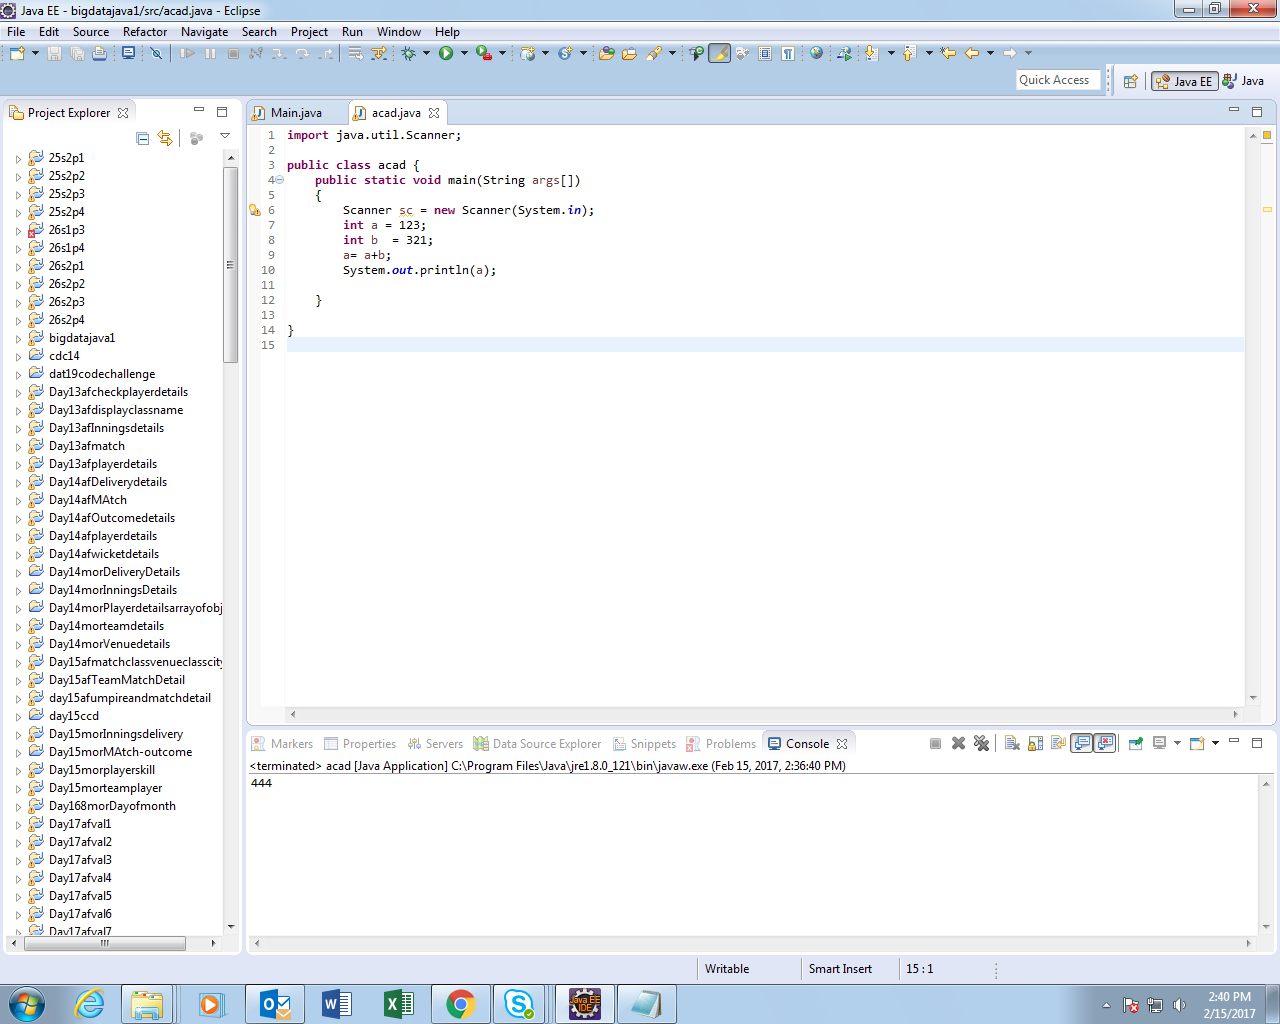 Java EE - bigdatajava1/src/acad.java - Eclipse
File Edit Source Refactor Navigate Search Project Run Window Help
Quick Access
Java EE
Java
Project Explorer
25s2p1
25s2p2
25s2p3
25s2p4
26s1p3
26s1p4
26s2p1
26s2p2
26s2p3
26s2p4
bigdatajava1
cdc14
dat19codechallenge
Day13afcheckplayerdetails
Day13afdisplayclassname
Day13afInningsdetails
Day13afmatch
Day13afplayerdetails
Day14afDeliverydetails
Day14afMAtch
Day14afOutcomedetails
Day14afplayerdetails
Day14afwicketdetails
Day14morDeliveryDetails
Day14morInningsDetails
Day14morPlayerdetailsarrayofobj
Day14morteamdetails
Day14morVenuedetails
Day15afmatchclassvenueclasscity
Day15afTeamMatchDetail
day15afumpireandmatchdetail
day15ccd
Day15morInningsdelivery
Day15morMAtch-outcome
Day15morplayerskill
Day15morteamplayer
Day168morDayofmonth
Day17afval1
Day17afval2
Day17afval3
Day17afval4
Day17afval5
Day17afval6
Day17afval7
Main.java acad.java
1 import java.util.Scanner;
2
3 public class acad {
4 public static void main(String args[])
5 {
6 Scanner sc = new Scanner(System.in);
7 int a = 123;
8 int b  = 321;
9 a= a+b;
10 System.out.println(a);
11
12 }
13
14 }
15
Markers Properties Servers Data Source Explorer Snippets Problems Console
<terminated> acad [Java Application] C:\Program Files\Java\jre1.8.0_121\bin\javaw.exe (Feb 15, 2017, 2:36:40 PM)
444
Writable Smart Insert 15 : 1
Java EE
IDE
2:40 PM
2/15/2017